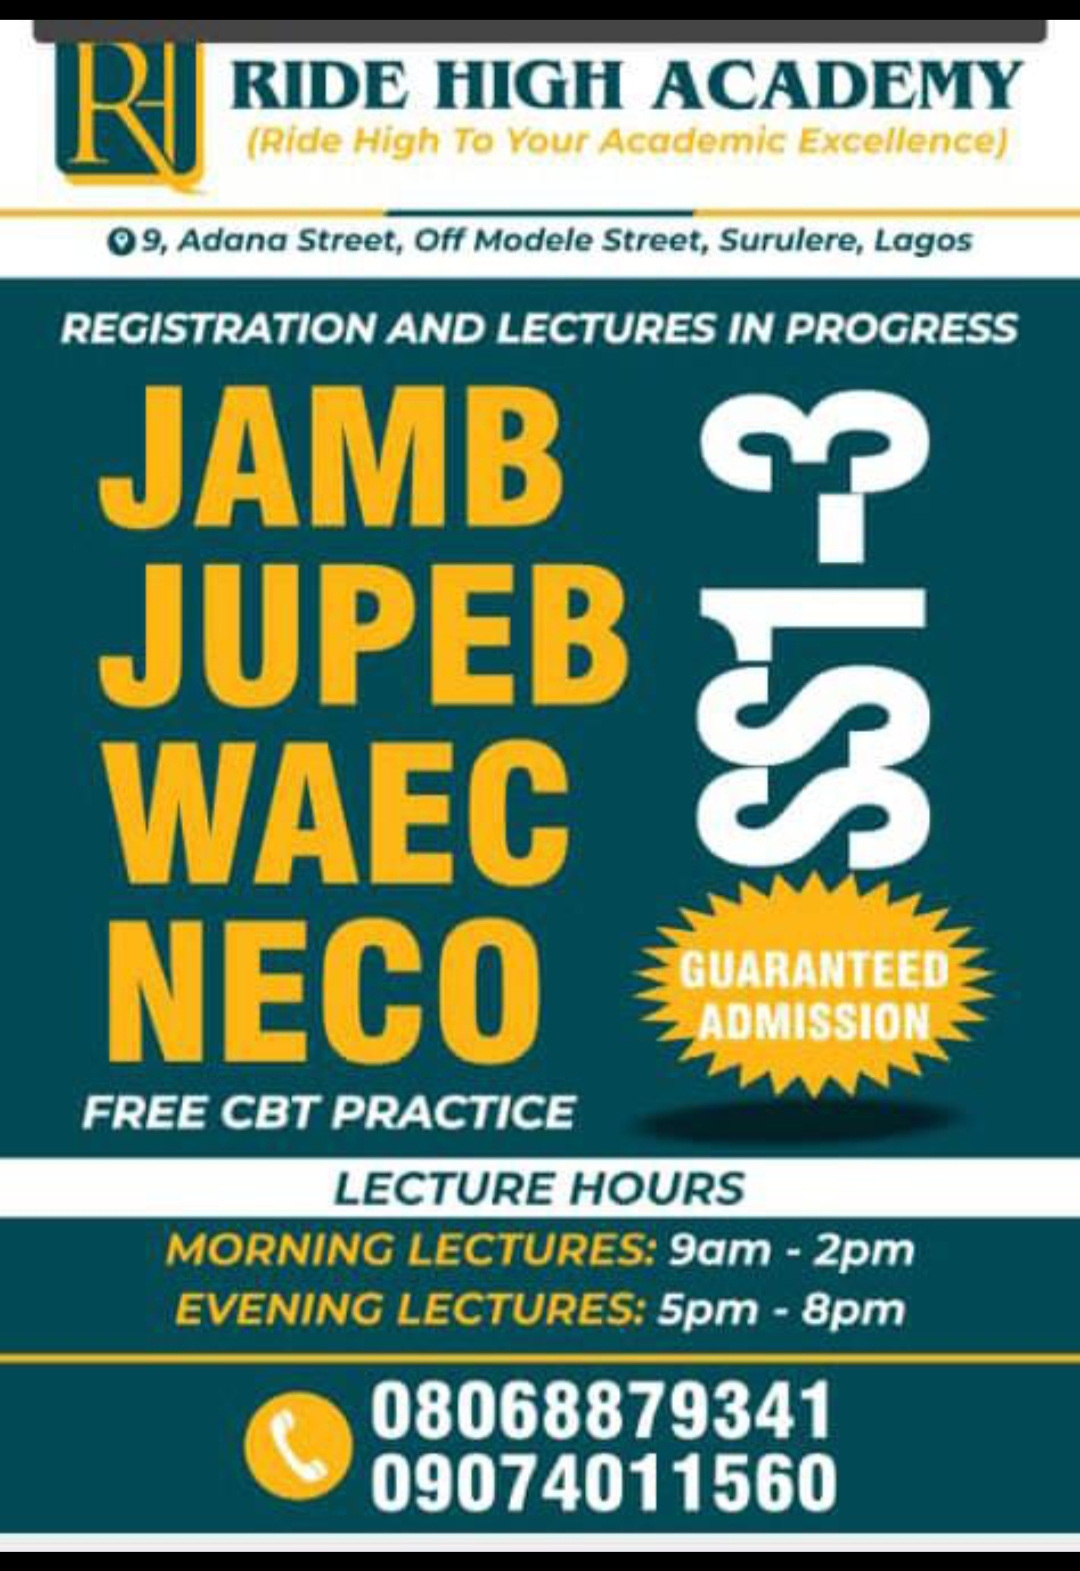 RH
RIDE HIGH ACADEMY
(Ride High To Your Academic Excellence)
9, Adana Street, Off Modele Street, Surulere, Lagos
REGISTRATION AND LECTURES IN PROGRESS
JAMB
JUPEB
WAEC
NECO
SS1-3
GUARANTEED
ADMISSION
FREE CBT PRACTICE
LECTURE HOURS
MORNING LECTURES: 9am - 2pm
EVENING LECTURES: 5pm - 8pm
08068879341
09074011560